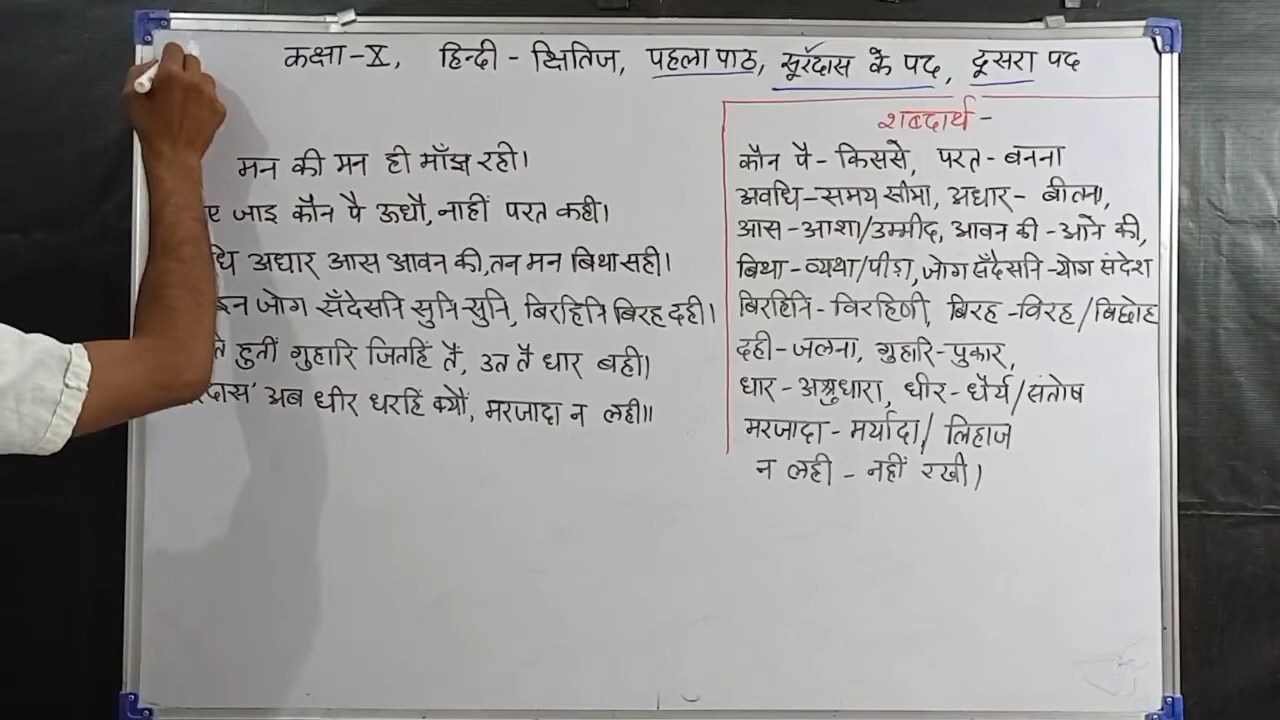 कक्षा -X, हिन्दी - क्षितिज, पहला पाठ, सूरदास के पद, दूसरा पद
मन की मन ही माँझ रही।
जाइ कौन पै ऊधौ, नाहीं परत कही।
अधार आस आवन की, तन मन बिथा सही।
जोग सँदेसनि सुनि-सुनि, बिरहिनि बिरह दही।
हुतीं गुहारि जितहिं तैं, उत तैं धार बही।
अब धीर धरहिं क्यौं, मरजादा न लही॥
शब्दार्थ -
कौन पै - किससे, परत - बनना
अवधि - समय सीमा, अधार - बीतना,
आस - आशा/उम्मीद, आवन की - आने की,
बिथा - व्यथा/पीड़ा, जोग सँदेसनि - योग संदेश
बिरहिनि - विरहिणी, बिरह - विरह/बिछोह
दही - जलना, गुहारि - पुकार,
धार - अश्रुधारा, धीर - धैर्य/संतोष
मरजादा - मर्यादा/लिहाज
न लही - नहीं रखी।